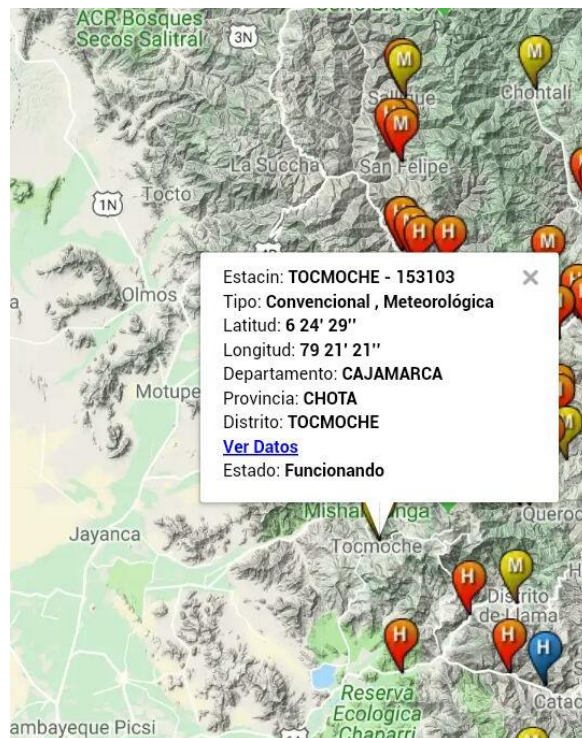 ACR Bosques
Secos Salitral
3N
M
M
Chontalí
M
La Succha
San Felipe
1N
Tocto
H
H
M
Olmos
Motupe
Estacin: TOCMOCHE - 153103
×
Tipo: Convencional , Meteorológica
Latitud: 6 24' 29''
Longitud: 79 21' 21''
Departamento: CAJAMARCA
Provincia: CHOTA
Distrito: TOCMOCHE
Ver Datos
Estado: Funcionando
M
Jayanca
Tocmoche
H
M
Distrito
de Llama
H
H
H
Reserva
Ecologica
Chaparri
ambayeque Picsi